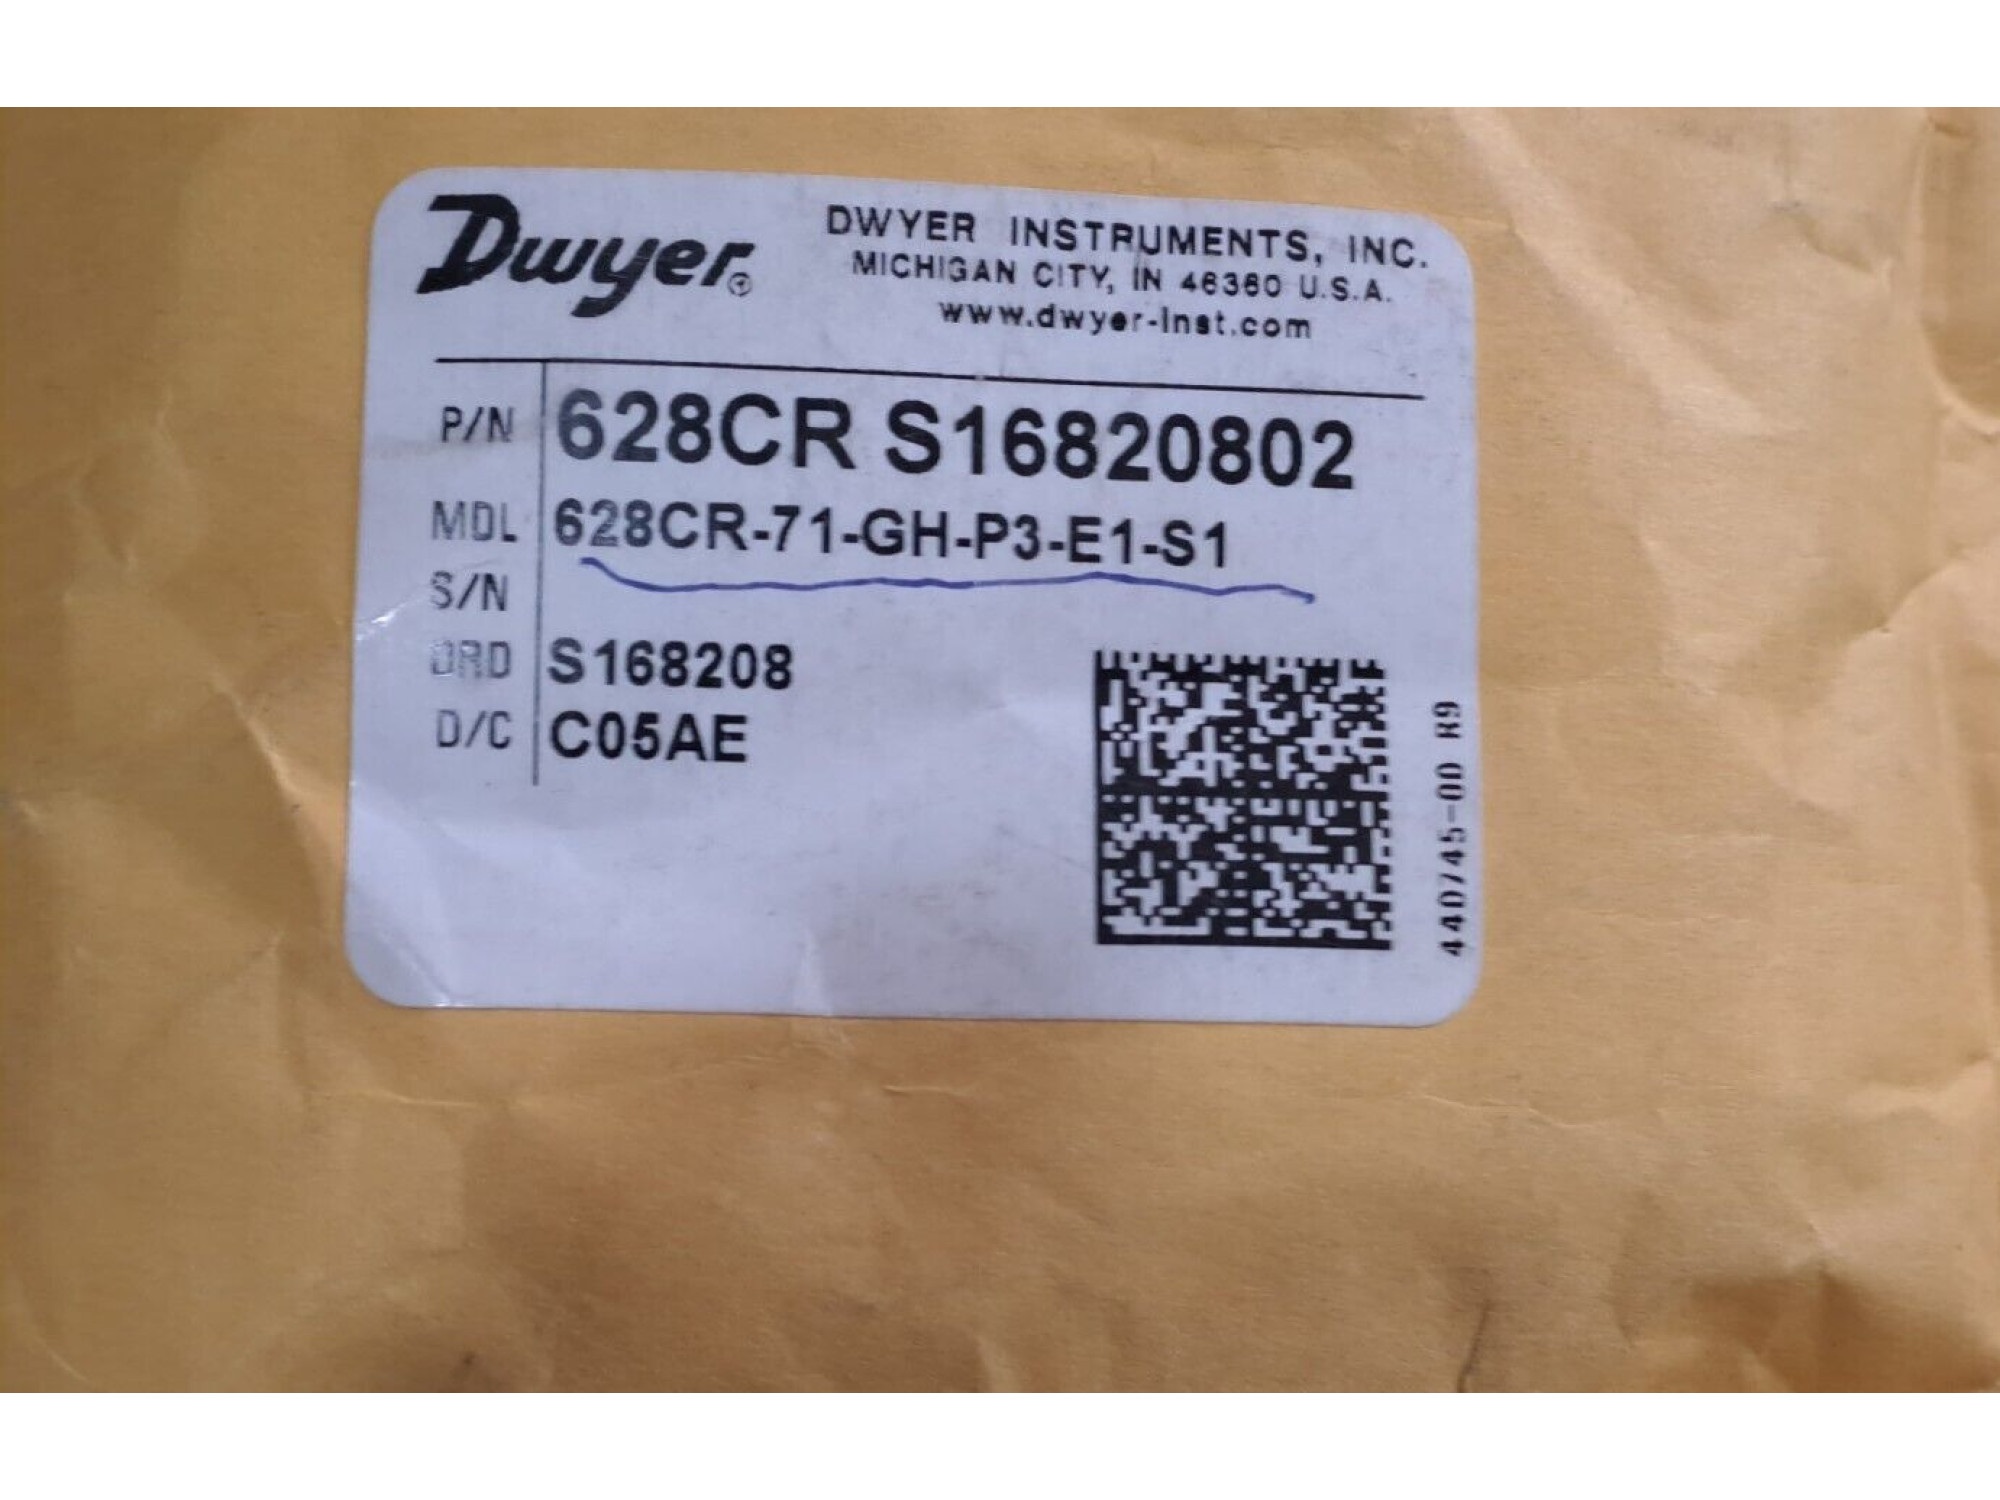 Dwyer®
DWYER INSTRUMENTS, INC.
MICHIGAN CITY, IN 46360 U.S.A.
www.dwyer-inst.com
P/N 628CR S16820802
MDL 628CR-71-GH-P3-E1-S1
S/N
ORD S168208
D/C C05AE
440745-00 R9